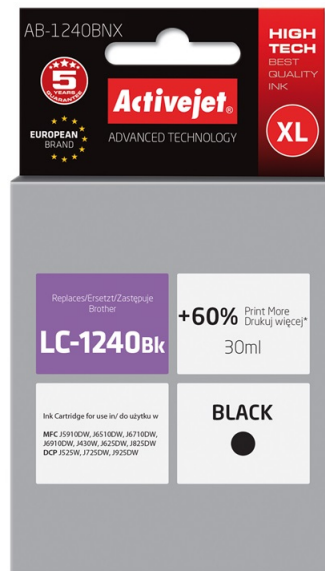 AB-1240BNX
HIGH
TECH
BEST
QUALITY
INK
XL
5
YEARS
GUARANTEE
Activejet®
EUROPEAN
BRAND
ADVANCED TECHNOLOGY
Replaces/Ersetzt/Zastępuje
Brother
LC-1240Bk
+60% Print More
Drukuj więcej*
30ml
Ink Cartridge for use in/ do użytku w
MFC J5910DW, J6510DW, J6710DW,
J6910DW, J430W, J625DW, J825DW
DCP J525W, J725DW, J925DW
BLACK